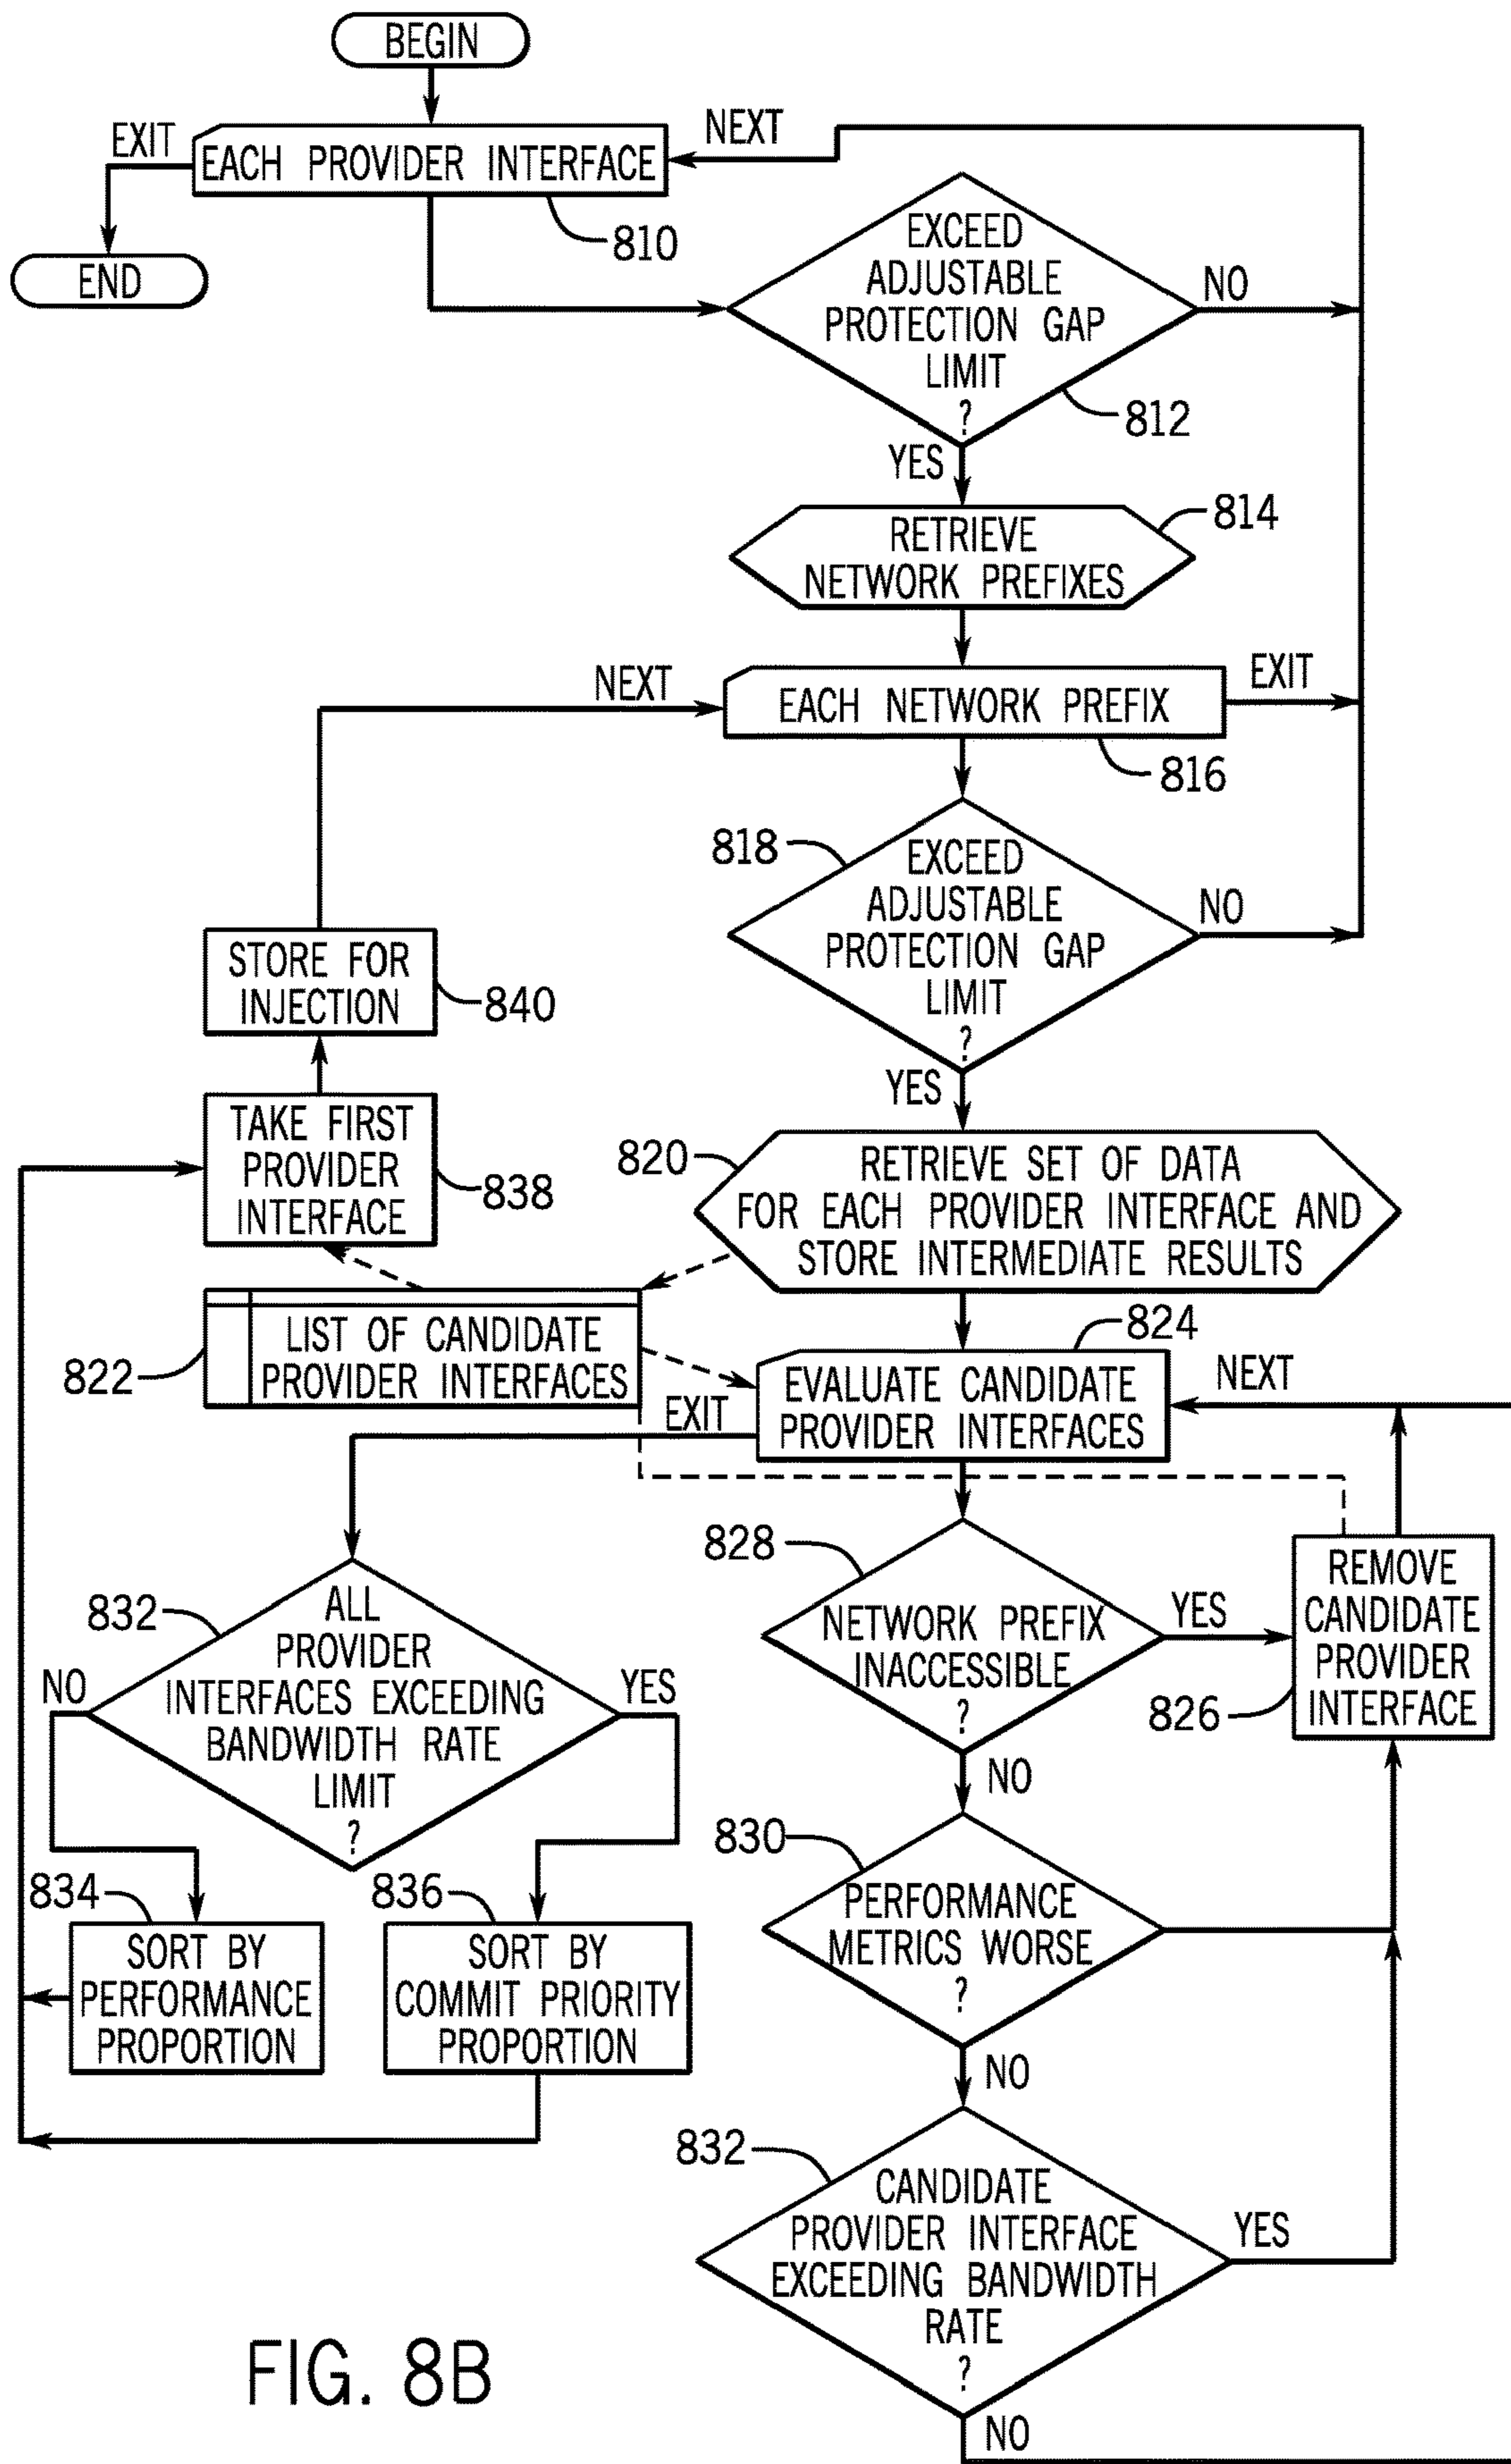 BEGIN
EXIT
EACH PROVIDER INTERFACE
NEXT
810
END
EXCEED
ADJUSTABLE
PROTECTION GAP
LIMIT
?
NO
812
YES
RETRIEVE
NETWORK PREFIXES
814
NEXT
EACH NETWORK PREFIX
EXIT
816
818
EXCEED
ADJUSTABLE
PROTECTION GAP
LIMIT
?
NO
YES
STORE FOR
INJECTION
840
TAKE FIRST
PROVIDER
INTERFACE
838
820
RETRIEVE SET OF DATA
FOR EACH PROVIDER INTERFACE AND
STORE INTERMEDIATE RESULTS
822
LIST OF CANDIDATE
PROVIDER INTERFACES
824
EVALUATE CANDIDATE
PROVIDER INTERFACES
NEXT
EXIT
828
NETWORK PREFIX
INACCESSIBLE
?
YES
NO
REMOVE
CANDIDATE
PROVIDER
INTERFACE
826
832
ALL
PROVIDER
INTERFACES EXCEEDING
BANDWIDTH RATE
LIMIT
?
NO
YES
830
PERFORMANCE
METRICS WORSE
?
NO
834
SORT BY
PERFORMANCE
PROPORTION
836
SORT BY
COMMIT PRIORITY
PROPORTION
832
CANDIDATE
PROVIDER INTERFACE
EXCEEDING BANDWIDTH
RATE
?
YES
NO
FIG. 8B